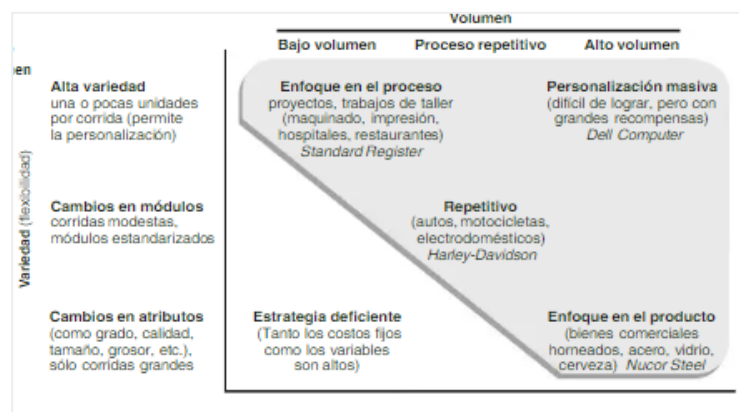 Volumen
Bajo volumen Proceso repetitivo Alto volumen
Variedad (flexibilidad)
Alta variedad
una o pocas unidades
por corrida (permite
la personalización)
Enfoque en el proceso
proyectos, trabajos de taller
(maquinado, impresión,
hospitales, restaurantes)
Standard Register
Personalización masiva
(difícil de lograr, pero con
grandes recompensas)
Dell Computer
Cambios en módulos
corridas modestas,
módulos estandarizados
Repetitivo
(autos, motocicletas,
electrodomésticos)
Harley-Davidson
Cambios en atributos
(como grado, calidad,
tamaño, grosor, etc.),
sólo corridas grandes
Estrategia deficiente
(Tanto los costos fijos
como los variables
son altos)
Enfoque en el producto
(bienes comerciales
horneados, acero, vidrio,
cerveza) Nucor Steel